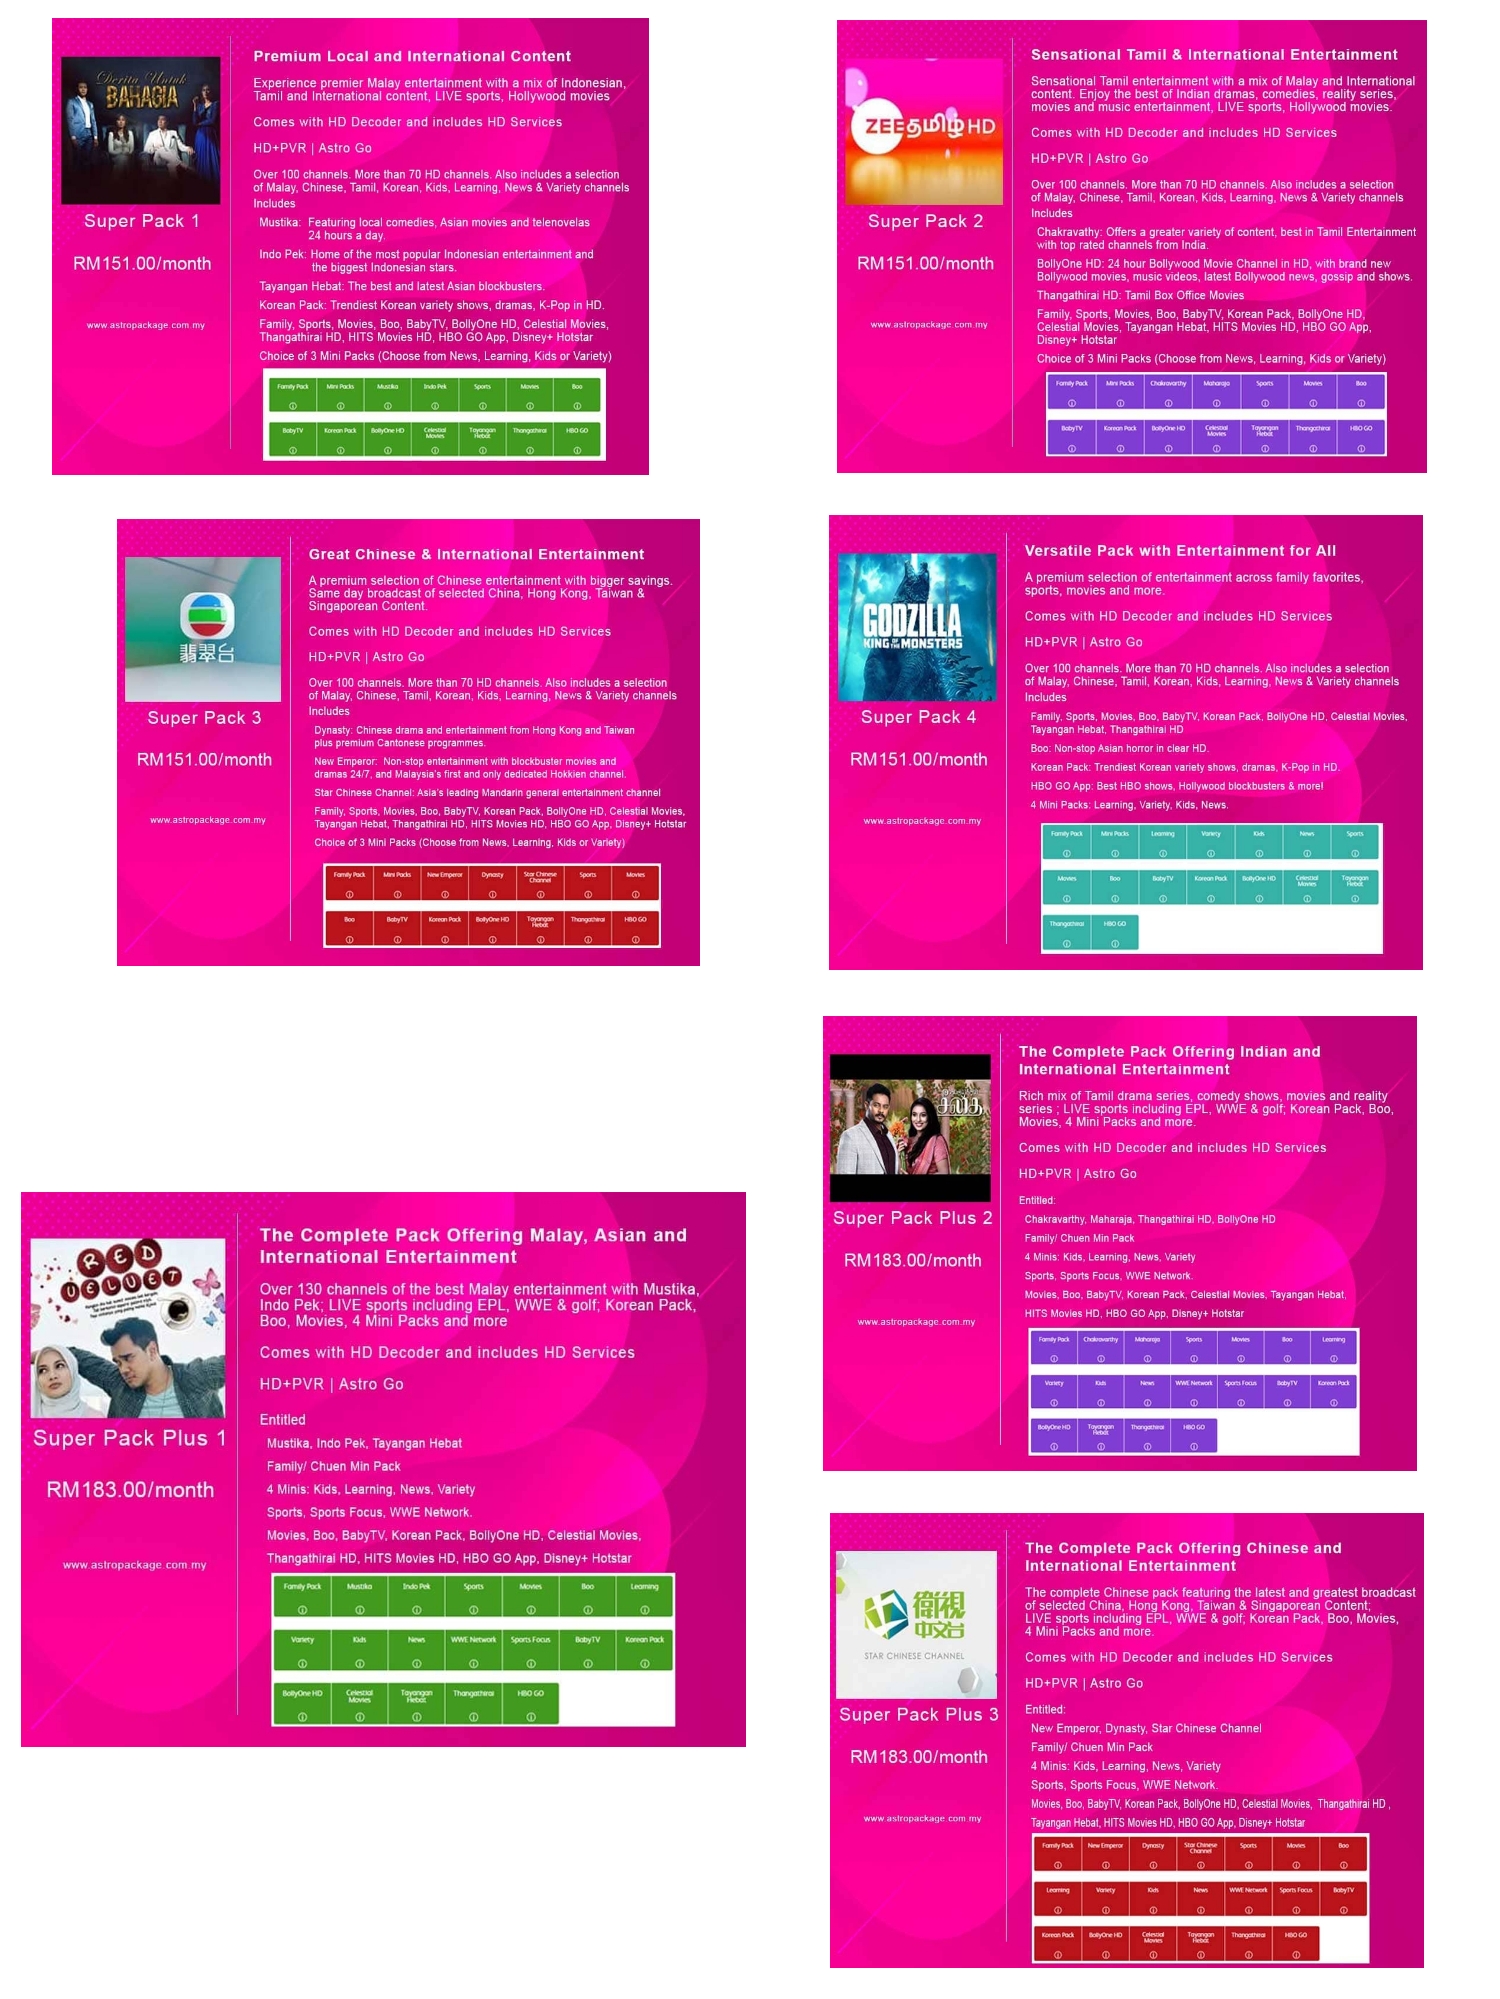 Derita Untuk
BAHAGIA
Super Pack 1
RM151.00/month
www.astropackage.com.my
Premium Local and International Content
Experience premier Malay entertainment with a mix of Indonesian,
Tamil and International content, LIVE sports, Hollywood movies
Comes with HD Decoder and includes HD Services
HD+PVR | Astro Go
Over 100 channels. More than 70 HD channels. Also includes a selection
of Malay, Chinese, Tamil, Korean, Kids, Learning, News & Variety channels
Includes
Mustika: Featuring local comedies, Asian movies and telenovelas
24 hours a day.
Indo Pek: Home of the most popular Indonesian entertainment and
the biggest Indonesian stars.
Tayangan Hebat: The best and latest Asian blockbusters.
Korean Pack: Trendiest Korean variety shows, dramas, K-Pop in HD.
Family, Sports, Movies, Boo, BabyTV, BollyOne HD, Celestial Movies,
Thangathirai HD, HITS Movies HD, HBO GO App, Disney+ Hotstar
Choice of 3 Mini Packs (Choose from News, Learning, Kids or Variety)
Family Pack Mini Packs Mustika Indo Pek Sports Movies Boo
BabyTV Korean Pack BollyOne HD Celestial Movies Tayangan Hebat Thangathirai HBO GO
ZEE தமிழ் HD
Super Pack 2
RM151.00/month
www.astropackage.com.my
Sensational Tamil & International Entertainment
Sensational Tamil entertainment with a mix of Malay and International
content. Enjoy the best of Indian dramas, comedies, reality series,
movies and music entertainment, LIVE sports, Hollywood movies.
Comes with HD Decoder and includes HD Services
HD+PVR | Astro Go
Over 100 channels. More than 70 HD channels. Also includes a selection
of Malay, Chinese, Tamil, Korean, Kids, Learning, News & Variety channels
Includes
Chakravathy: Offers a greater variety of content, best in Tamil Entertainment
with top rated channels from India.
BollyOne HD: 24 hour Bollywood Movie Channel in HD, with brand new
Bollywood movies, music videos, latest Bollywood news, gossip and shows.
Thangathirai HD: Tamil Box Office Movies
Family, Sports, Movies, Boo, BabyTV, Korean Pack, BollyOne HD,
Celestial Movies, Tayangan Hebat, HITS Movies HD, HBO GO App,
Disney+ Hotstar
Choice of 3 Mini Packs (Choose from News, Learning, Kids or Variety)
Family Pack Mini Packs Chakravarthy Maharaja Sports Movies Boo
BabyTV Korean Pack BollyOne HD Celestial Movies Tayangan Hebat Thangathirai HBO GO
翡翠台
Super Pack 3
RM151.00/month
www.astropackage.com.my
Great Chinese & International Entertainment
A premium selection of Chinese entertainment with bigger savings.
Same day broadcast of selected China, Hong Kong, Taiwan &
Singaporean Content.
Comes with HD Decoder and includes HD Services
HD+PVR | Astro Go
Over 100 channels. More than 70 HD channels. Also includes a selection
of Malay, Chinese, Tamil, Korean, Kids, Learning, News & Variety channels
Includes
Dynasty: Chinese drama and entertainment from Hong Kong and Taiwan
plus premium Cantonese programmes.
New Emperor: Non-stop entertainment with blockbuster movies and
dramas 24/7, and Malaysia's first and only dedicated Hokkien channel.
Star Chinese Channel: Asia's leading Mandarin general entertainment channel
Family, Sports, Movies, Boo, BabyTV, Korean Pack, BollyOne HD, Celestial Movies,
Tayangan Hebat, Thangathirai HD, HITS Movies HD, HBO GO App, Disney+ Hotstar
Choice of 3 Mini Packs (Choose from News, Learning, Kids or Variety)
Family Pack Mini Packs New Emperor Dynasty Star Chinese Channel Sports Movies
Boo BabyTV Korean Pack BollyOne HD Tayangan Hebat Thangathirai HBO GO
GODZILLA
KING OF THE MONSTERS
Super Pack 4
RM151.00/month
www.astropackage.com.my
Versatile Pack with Entertainment for All
A premium selection of entertainment across family favorites,
sports, movies and more.
Comes with HD Decoder and includes HD Services
HD+PVR | Astro Go
Over 100 channels. More than 70 HD channels. Also includes a selection
of Malay, Chinese, Tamil, Korean, Kids, Learning, News & Variety channels
Includes
Family, Sports, Movies, Boo, BabyTV, Korean Pack, BollyOne HD, Celestial Movies,
Tayangan Hebat, Thangathirai HD
Boo: Non-stop Asian horror in clear HD.
Korean Pack: Trendiest Korean variety shows, dramas, K-Pop in HD.
HBO GO App: Best HBO shows, Hollywood blockbusters & more!
4 Mini Packs: Learning, Variety, Kids, News.
Family Pack Mini Packs Learning Variety Kids News Sports
Movies Boo BabyTV Korean Pack BollyOne HD Celestial Movies Tayangan Hebat
Thangathirai HBO GO
Super Pack Plus 2
RM183.00/month
www.astropackage.com.my
The Complete Pack Offering Indian and
International Entertainment
Rich mix of Tamil drama series, comedy shows, movies and reality
series ; LIVE sports including EPL, WWE & golf; Korean Pack, Boo,
Movies, 4 Mini Packs and more.
Comes with HD Decoder and includes HD Services
HD+PVR | Astro Go
Entitled:
Chakravarthy, Maharaja, Thangathirai HD, BollyOne HD
Family/ Chuen Min Pack
4 Minis: Kids, Learning, News, Variety
Sports, Sports Focus, WWE Network.
Movies, Boo, BabyTV, Korean Pack, Celestial Movies, Tayangan Hebat,
HITS Movies HD, HBO GO App, Disney+ Hotstar
Family Pack Chakravarthy Maharaja Sports Movies Boo Learning
Variety Kids News WWE Network Sports Focus BabyTV Korean Pack
BollyOne HD Tayangan Hebat Thangathirai HBO GO
RED
VELVET
Super Pack Plus 1
RM183.00/month
www.astropackage.com.my
The Complete Pack Offering Malay, Asian and
International Entertainment
Over 130 channels of the best Malay entertainment with Mustika,
Indo Pek; LIVE sports including EPL, WWE & golf; Korean Pack,
Boo, Movies, 4 Mini Packs and more
Comes with HD Decoder and includes HD Services
HD+PVR | Astro Go
Entitled
Mustika, Indo Pek, Tayangan Hebat
Family/ Chuen Min Pack
4 Minis: Kids, Learning, News, Variety
Sports, Sports Focus, WWE Network.
Movies, Boo, BabyTV, Korean Pack, BollyOne HD, Celestial Movies,
Thangathirai HD, HITS Movies HD, HBO GO App, Disney+ Hotstar
Family Pack Mustika Indo Pek Sports Movies Boo Learning
Variety Kids News WWE Network Sports Focus BabyTV Korean Pack
BollyOne HD Celestial Movies Tayangan Hebat Thangathirai HBO GO
衛視
中文台
STAR CHINESE CHANNEL
Super Pack Plus 3
RM183.00/month
www.astropackage.com.my
The Complete Pack Offering Chinese and
International Entertainment
The complete Chinese pack featuring the latest and greatest broadcast
of selected China, Hong Kong, Taiwan & Singaporean Content;
LIVE sports including EPL, WWE & golf; Korean Pack, Boo, Movies,
4 Mini Packs and more.
Comes with HD Decoder and includes HD Services
HD+PVR | Astro Go
Entitled:
New Emperor, Dynasty, Star Chinese Channel
Family/ Chuen Min Pack
4 Minis: Kids, Learning, News, Variety
Sports, Sports Focus, WWE Network.
Movies, Boo, BabyTV, Korean Pack, BollyOne HD, Celestial Movies, Thangathirai HD ,
Tayangan Hebat, HITS Movies HD, HBO GO App, Disney+ Hotstar
Family Pack New Emperor Dynasty Star Chinese Channel Sports Movies Boo
Learning Variety Kids News WWE Network Sports Focus BabyTV
Korean Pack BollyOne HD Celestial Movies Tayangan Hebat Thangathirai HBO GO